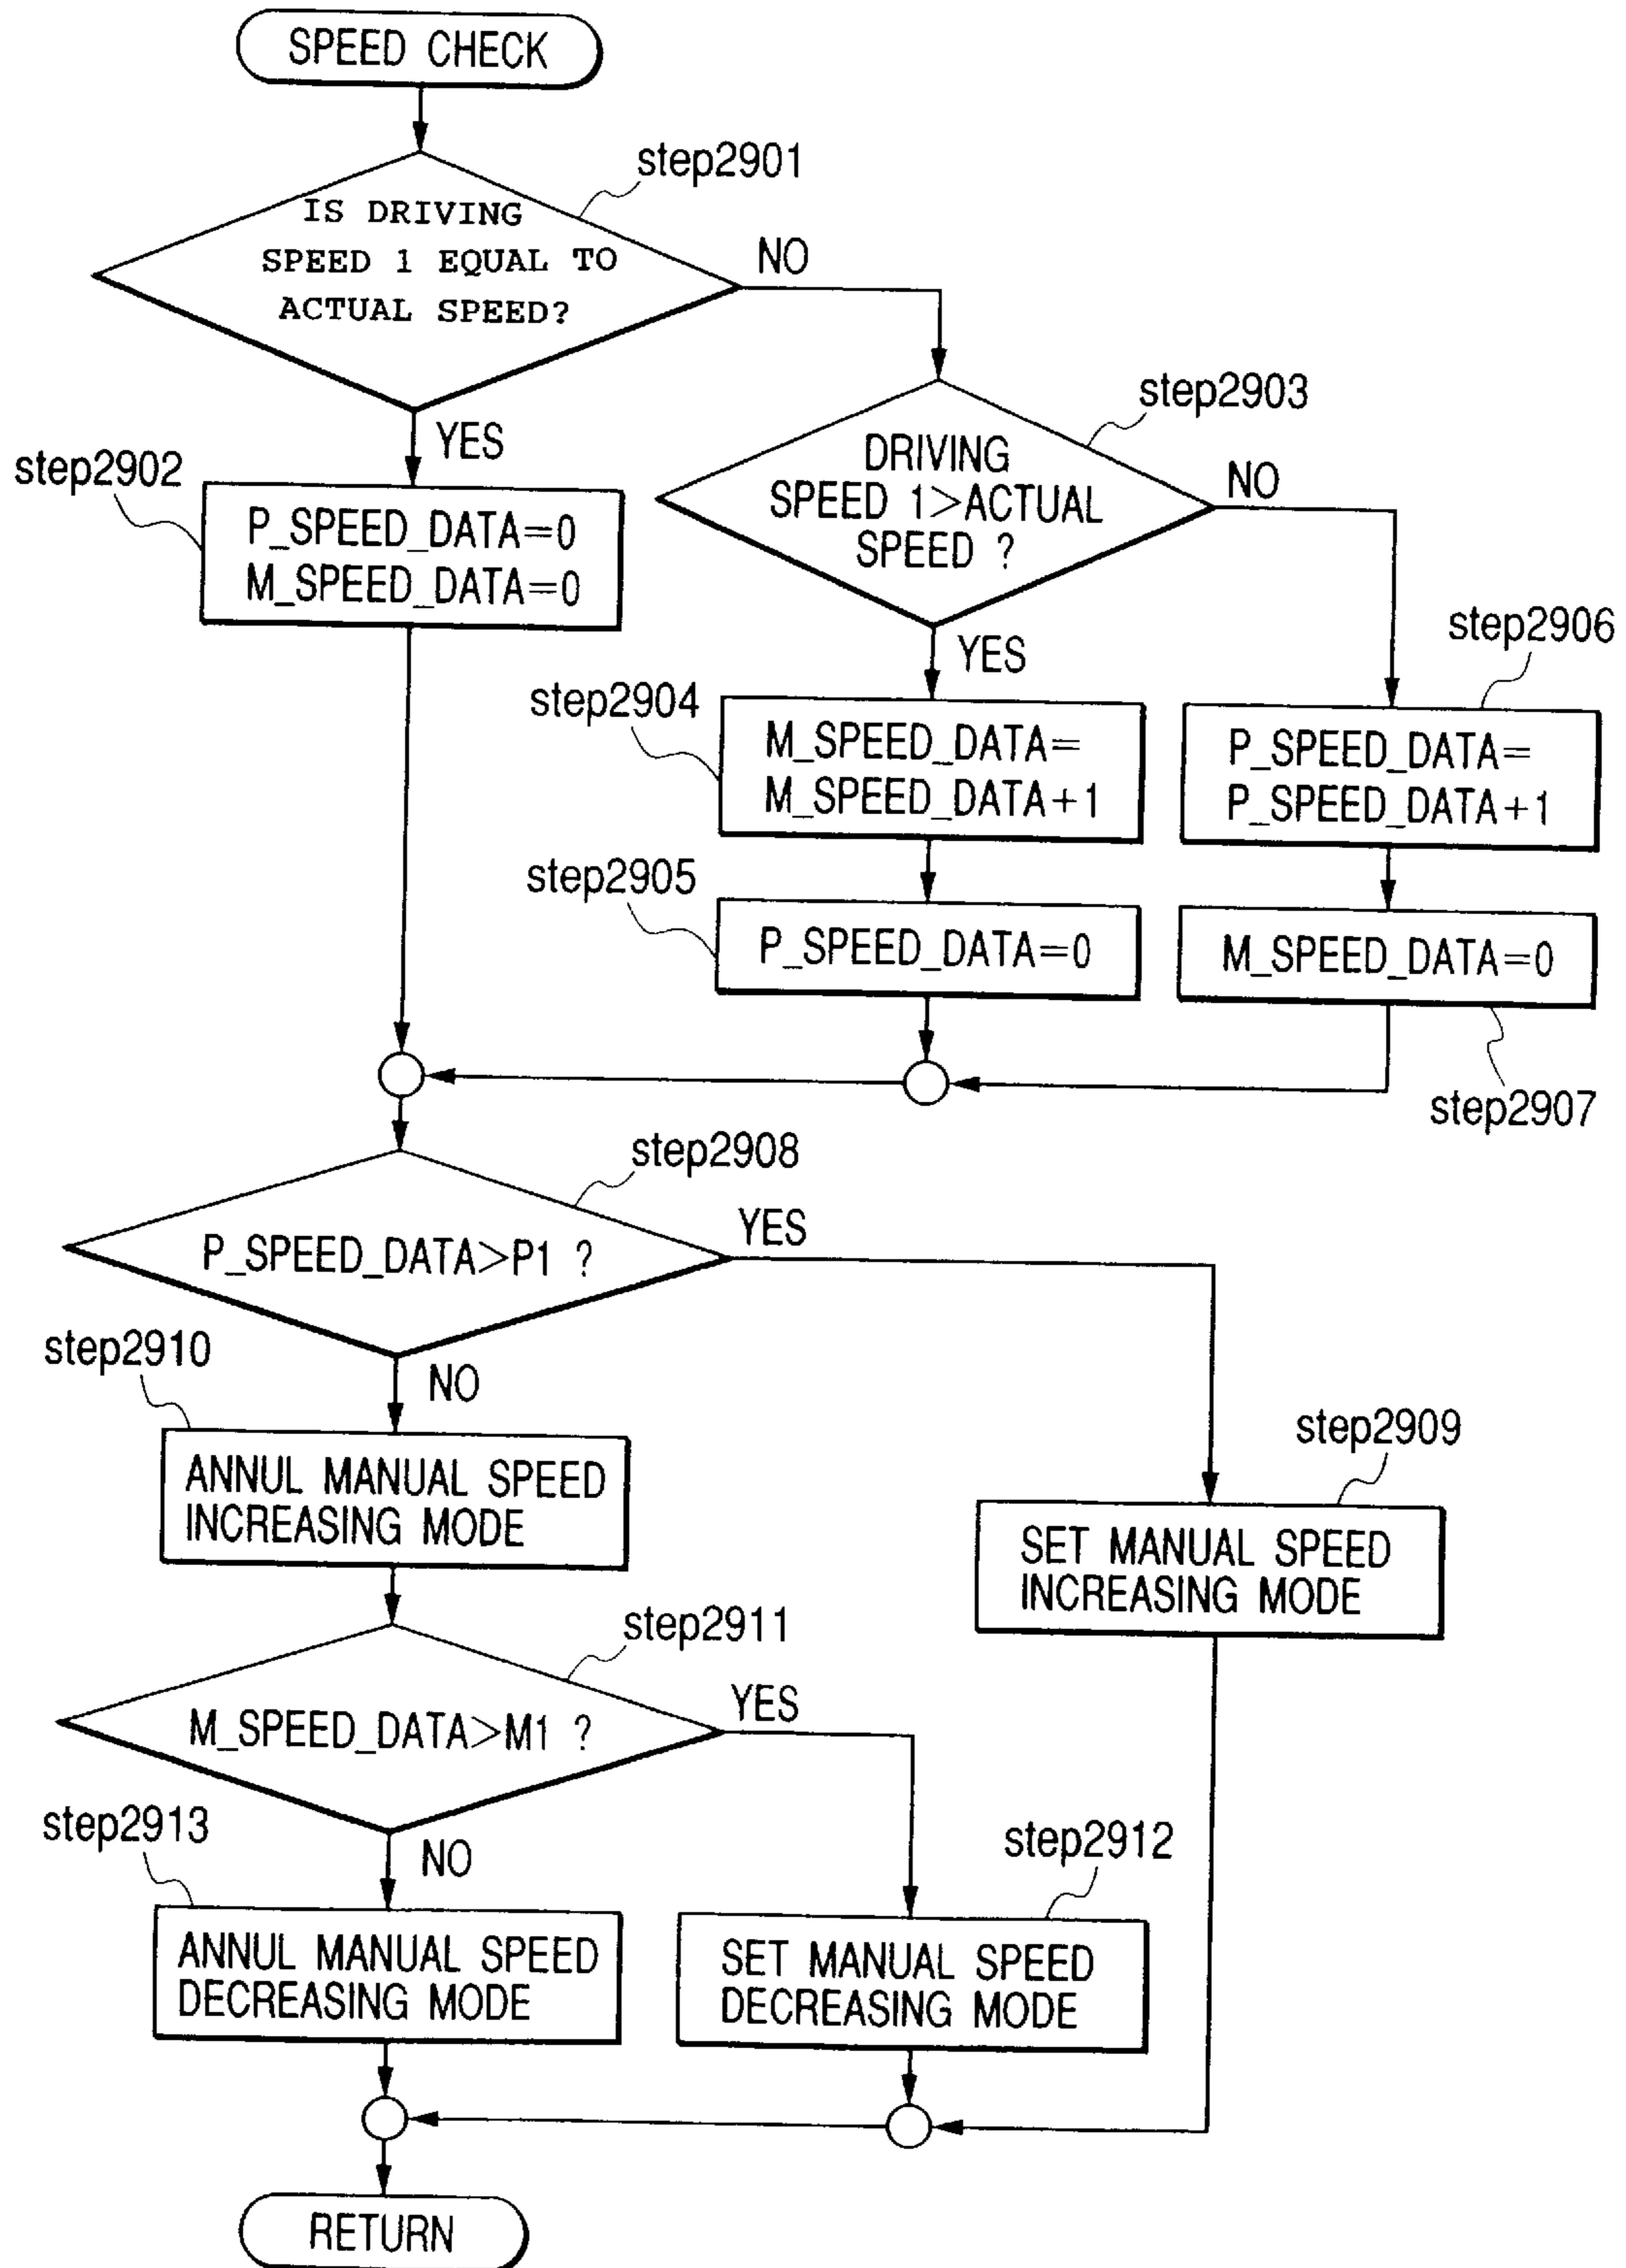 SPEED CHECK
step2901
IS DRIVING
SPEED 1 EQUAL TO
ACTUAL SPEED?
NO
YES
step2902
P_SPEED_DATA=0
M_SPEED_DATA=0
step2903
DRIVING
SPEED 1>ACTUAL
SPEED ?
NO
YES
step2904
M_SPEED_DATA=
M_SPEED_DATA+1
step2906
P_SPEED_DATA=
P_SPEED_DATA+1
step2905
P_SPEED_DATA=0
M_SPEED_DATA=0
step2907
step2908
P_SPEED_DATA>P1 ?
YES
NO
step2910
ANNUL MANUAL SPEED
INCREASING MODE
step2909
SET MANUAL SPEED
INCREASING MODE
step2911
M_SPEED_DATA>M1 ?
YES
NO
step2913
ANNUL MANUAL SPEED
DECREASING MODE
step2912
SET MANUAL SPEED
DECREASING MODE
RETURN